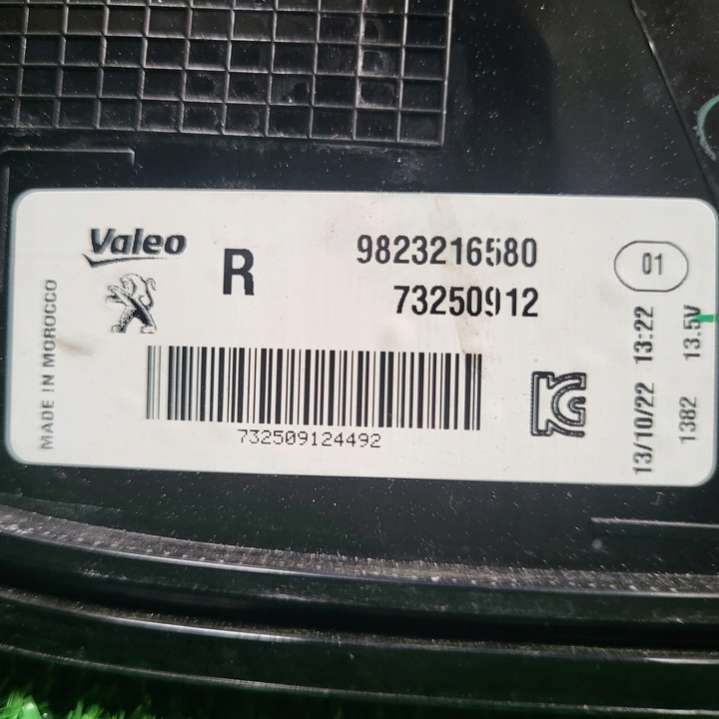 Valeo
R
9823216580
73250912
01
MADE IN MOROCCO
732509124492
13/10/22 13:22
1382 13.5V